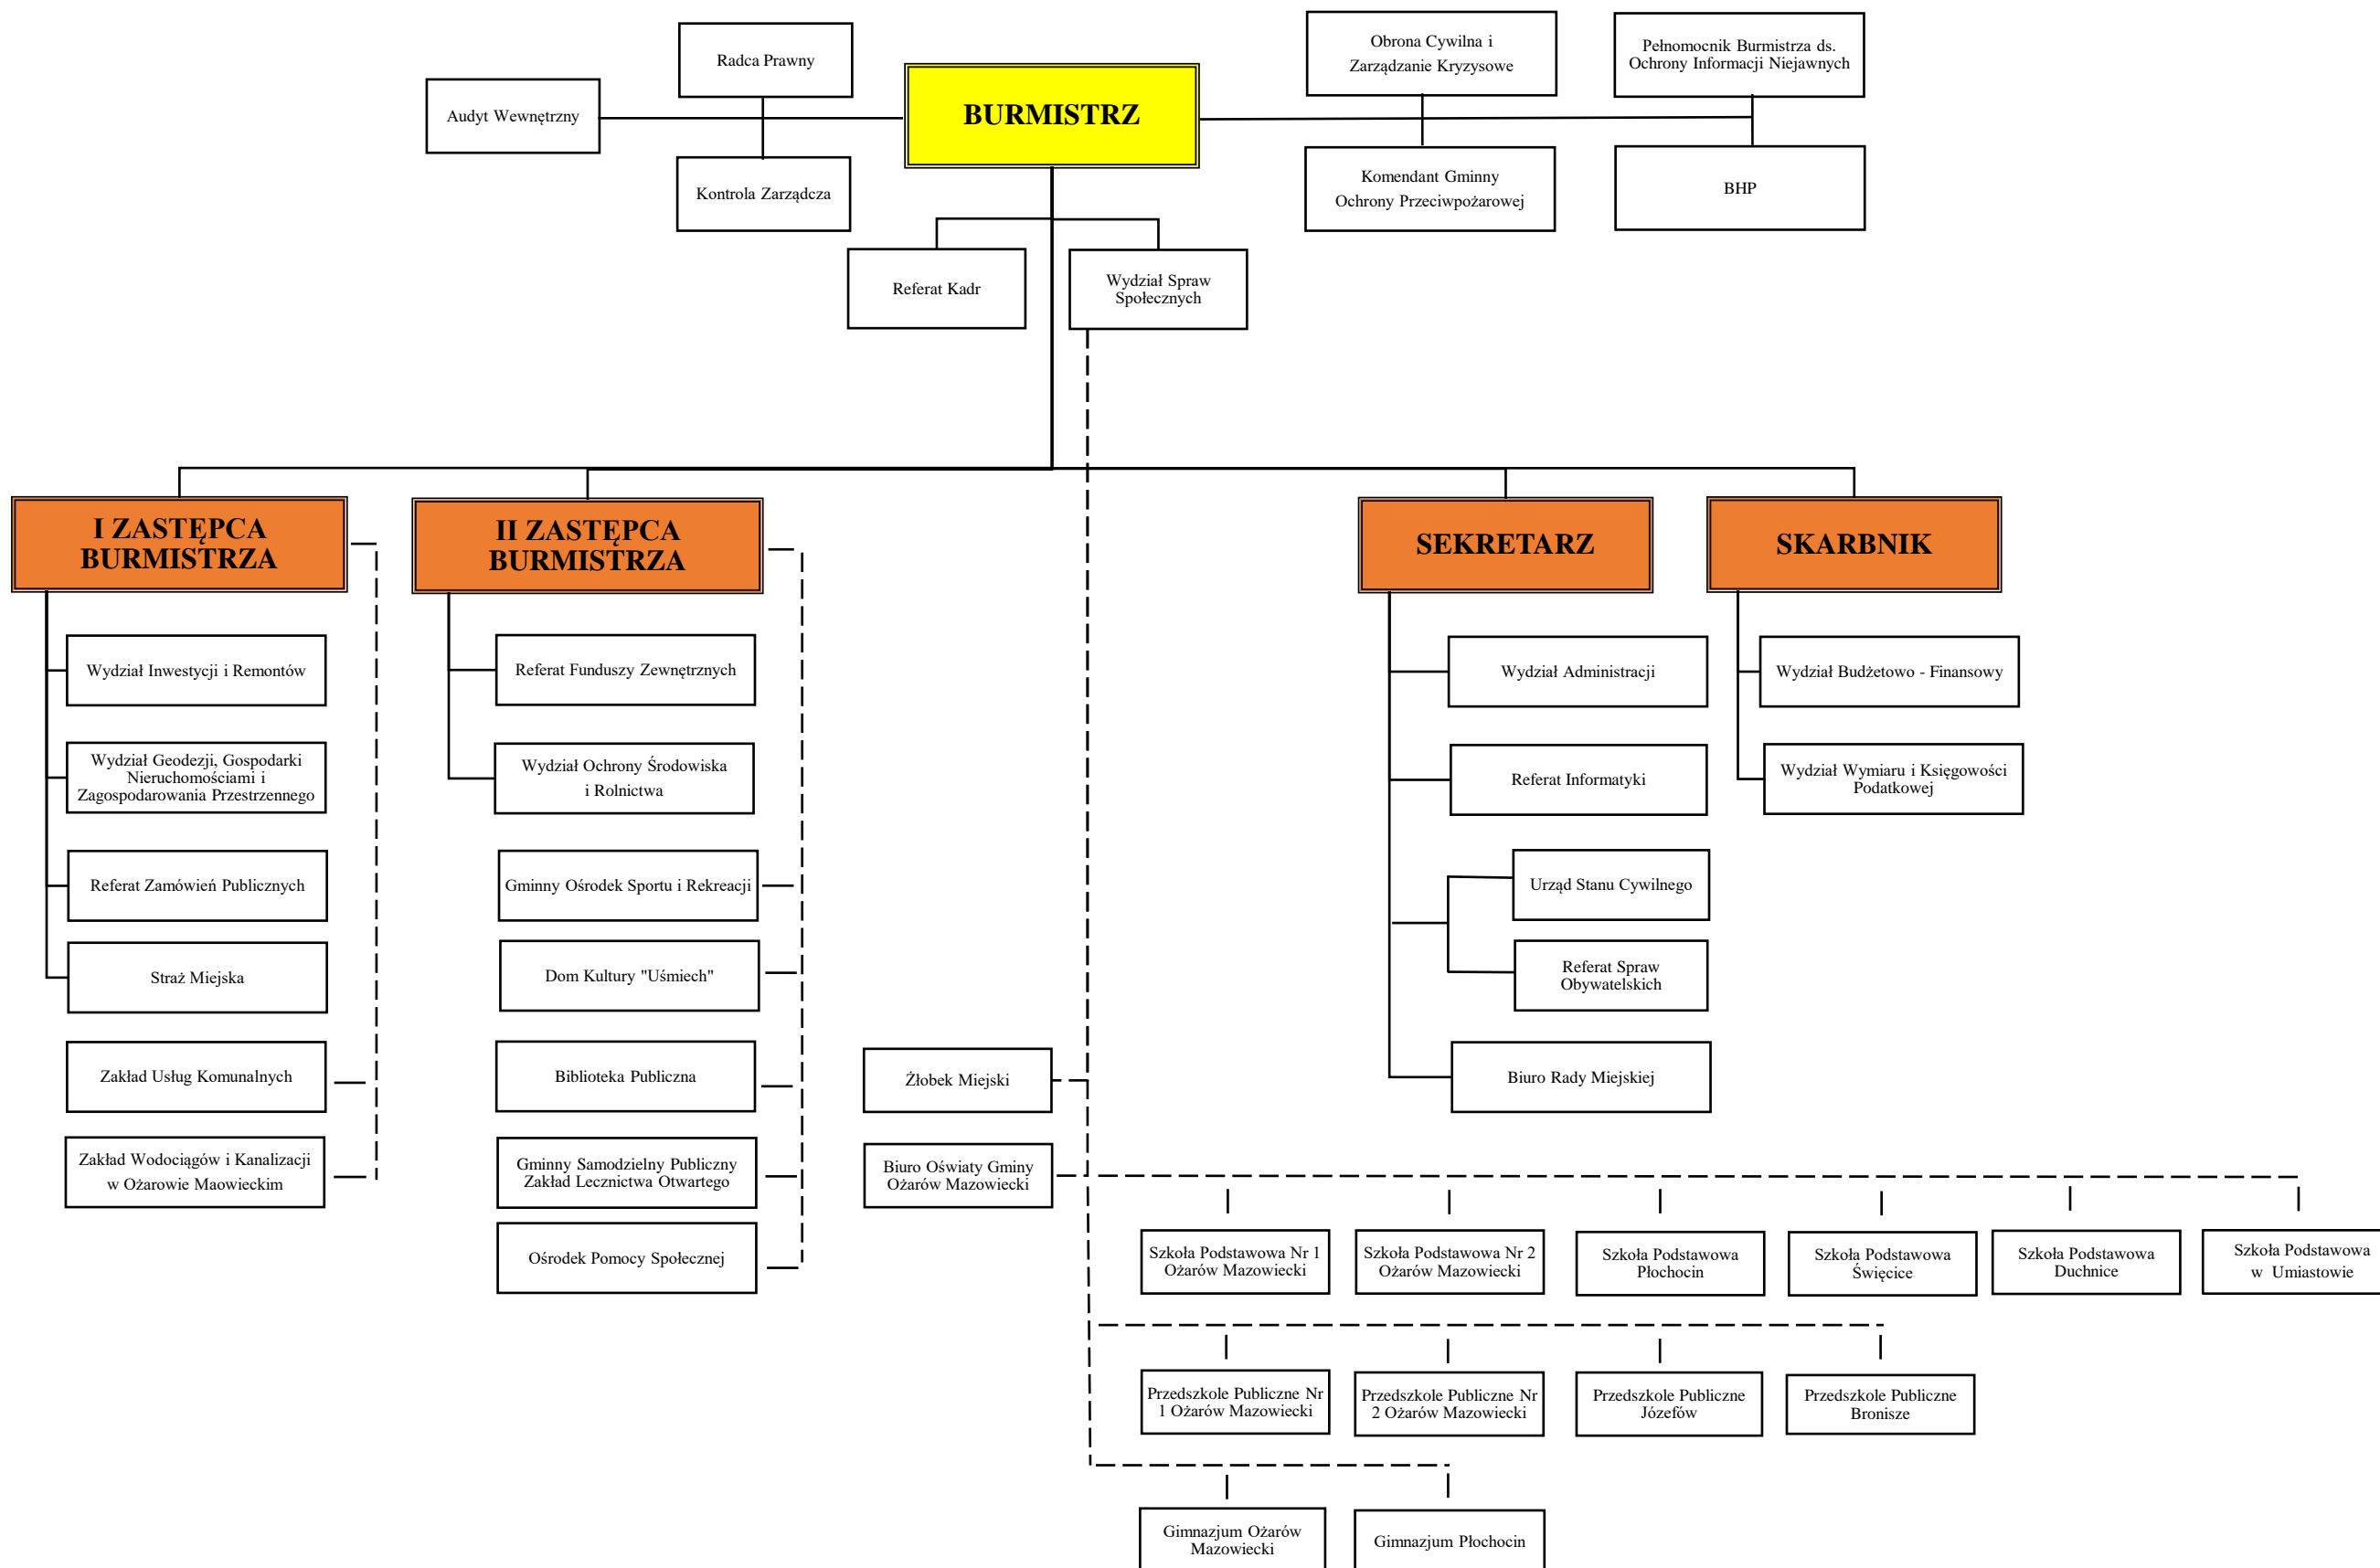 Radca Prawny
Obrona Cywilna i
Zarządzanie Kryzysowe
Pełnomocnik Burmistrza ds.
Ochrony Informacji Niejawnych
Audyt Wewnętrzny
BURMISTRZ
Kontrola Zarządcza
Komendant Gminny
Ochrony Przeciwpożarowej
BHP
Referat Kadr
Wydział Spraw
Społecznych
I ZASTĘPCA
BURMISTRZA
II ZASTĘPCA
BURMISTRZA
SEKRETARZ
SKARBNIK
Wydział Inwestycji i Remontów
Wydział Geodezji, Gospodarki
Nieruchomościami i
Zagospodarowania Przestrzennego
Referat Zamówień Publicznych
Straż Miejska
Zakład Usług Komunalnych
Zakład Wodociągów i Kanalizacji
w Ożarowie Maowieckim
Referat Funduszy Zewnętrznych
Wydział Ochrony Środowiska
i Rolnictwa
Gminny Ośrodek Sportu i Rekreacji
Dom Kultury "Uśmiech"
Biblioteka Publiczna
Gminny Samodzielny Publiczny
Zakład Lecznictwa Otwartego
Ośrodek Pomocy Społecznej
Wydział Administracji
Referat Informatyki
Urząd Stanu Cywilnego
Referat Spraw
Obywatelskich
Biuro Rady Miejskiej
Wydział Budżetowo - Finansowy
Wydział Wymiaru i Księgowości
Podatkowej
Żłobek Miejski
Biuro Oświaty Gminy
Ożarów Mazowiecki
Szkoła Podstawowa Nr 1
Ożarów Mazowiecki
Szkoła Podstawowa Nr 2
Ożarów Mazowiecki
Szkoła Podstawowa
Płochocin
Szkoła Podstawowa
Święcice
Szkoła Podstawowa
Duchnice
Szkoła Podstawowa
w Umiastowie
Przedszkole Publiczne Nr
1 Ożarów Mazowiecki
Przedszkole Publiczne Nr
2 Ożarów Mazowiecki
Przedszkole Publiczne
Józefów
Przedszkole Publiczne
Bronisze
Gimnazjum Ożarów
Mazowiecki
Gimnazjum Płochocin